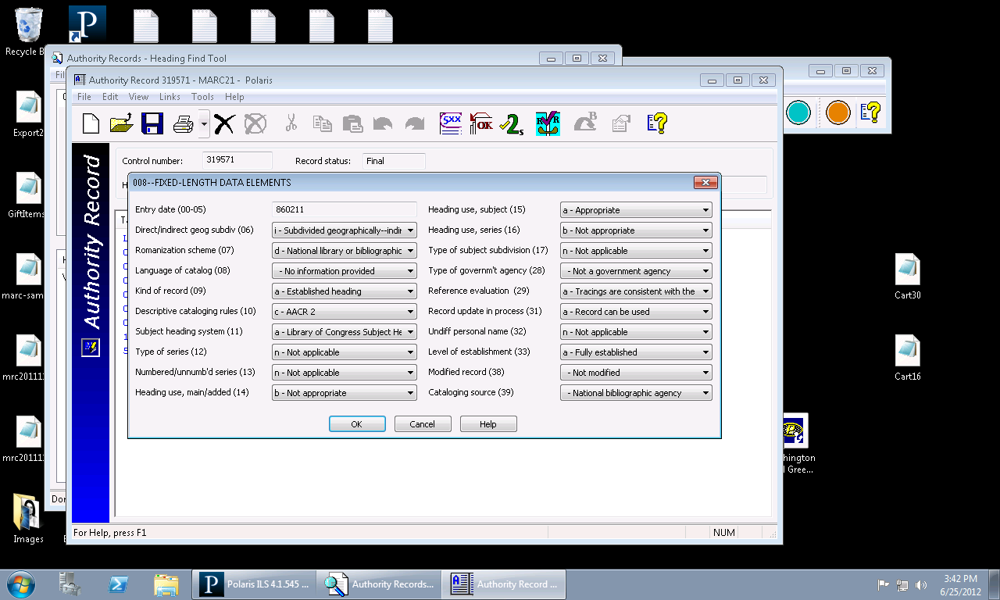 Recycle B
Authority Records - Heading Find Tool
Fil
Authority Record 319571 - MARC21 - Polaris
File Edit View Links Tools Help
Authority Record
Control number: 319571 Record status: Final
008--FIXED-LENGTH DATA ELEMENTS
Entry date (00-05) 860211
Direct/indirect geog subdiv (06) i - Subdivided geographically--indir
Romanization scheme (07) d - National library or bibliographic
Language of catalog (08) - No information provided
Kind of record (09) a - Established heading
Descriptive cataloging rules (10) c - AACR 2
Subject heading system (11) a - Library of Congress Subject He
Type of series (12) n - Not applicable
Numbered/unnumb'd series (13) n - Not applicable
Heading use, main/added (14) b - Not appropriate
Heading use, subject (15) a - Appropriate
Heading use, series (16) b - Not appropriate
Type of subject subdivision (17) n - Not applicable
Type of governm't agency (28) - Not a government agency
Reference evaluation (29) a - Tracings are consistent with the
Record update in process (31) a - Record can be used
Undiff personal name (32) n - Not applicable
Level of establishment (33) a - Fully established
Modified record (38) - Not modified
Cataloging source (39) - National bibliographic agency
OK Cancel Help
For Help, press F1 NUM
Don
Export2
GiftItems
marc-sam
mrc20111
mrc20111
Images
Cart30
Cart16
hington
l Gree...
Polaris ILS 4.1.545 ...
Authority Records...
Authority Record ...
3:42 PM
6/25/2012